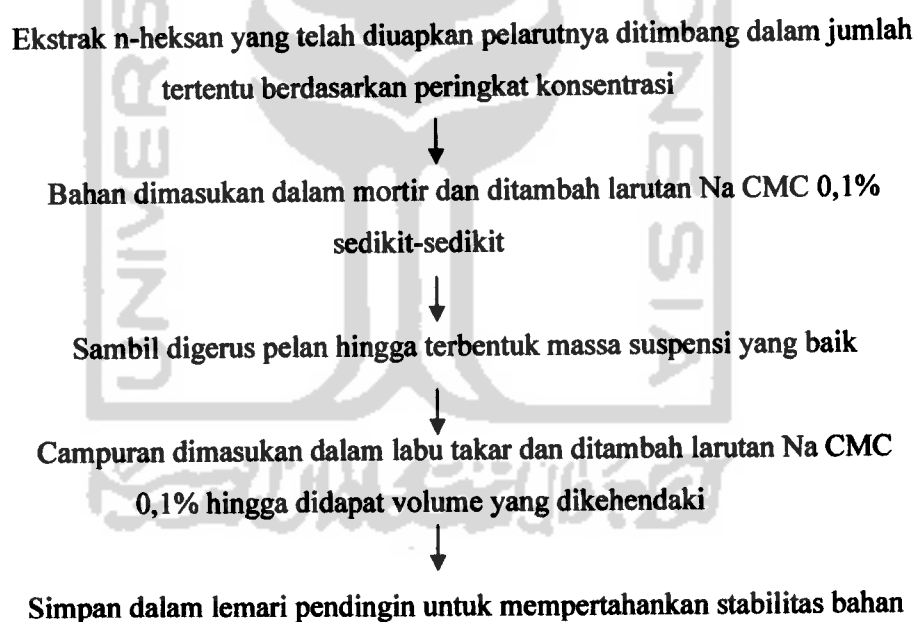 Ekstrak n-heksan yang telah diuapkan pelarutnya ditimbang dalam jumlah
tertentu berdasarkan peringkat konsentrasi
Bahan dimasukan dalam mortir dan ditambah larutan Na CMC 0,1%
sedikit-sedikit
Sambil digerus pelan hingga terbentuk massa suspensi yang baik
Campuran dimasukan dalam labu takar dan ditambah larutan Na CMC
0,1% hingga didapat volume yang dikehendaki
Simpan dalam lemari pendingin untuk mempertahankan stabilitas bahan